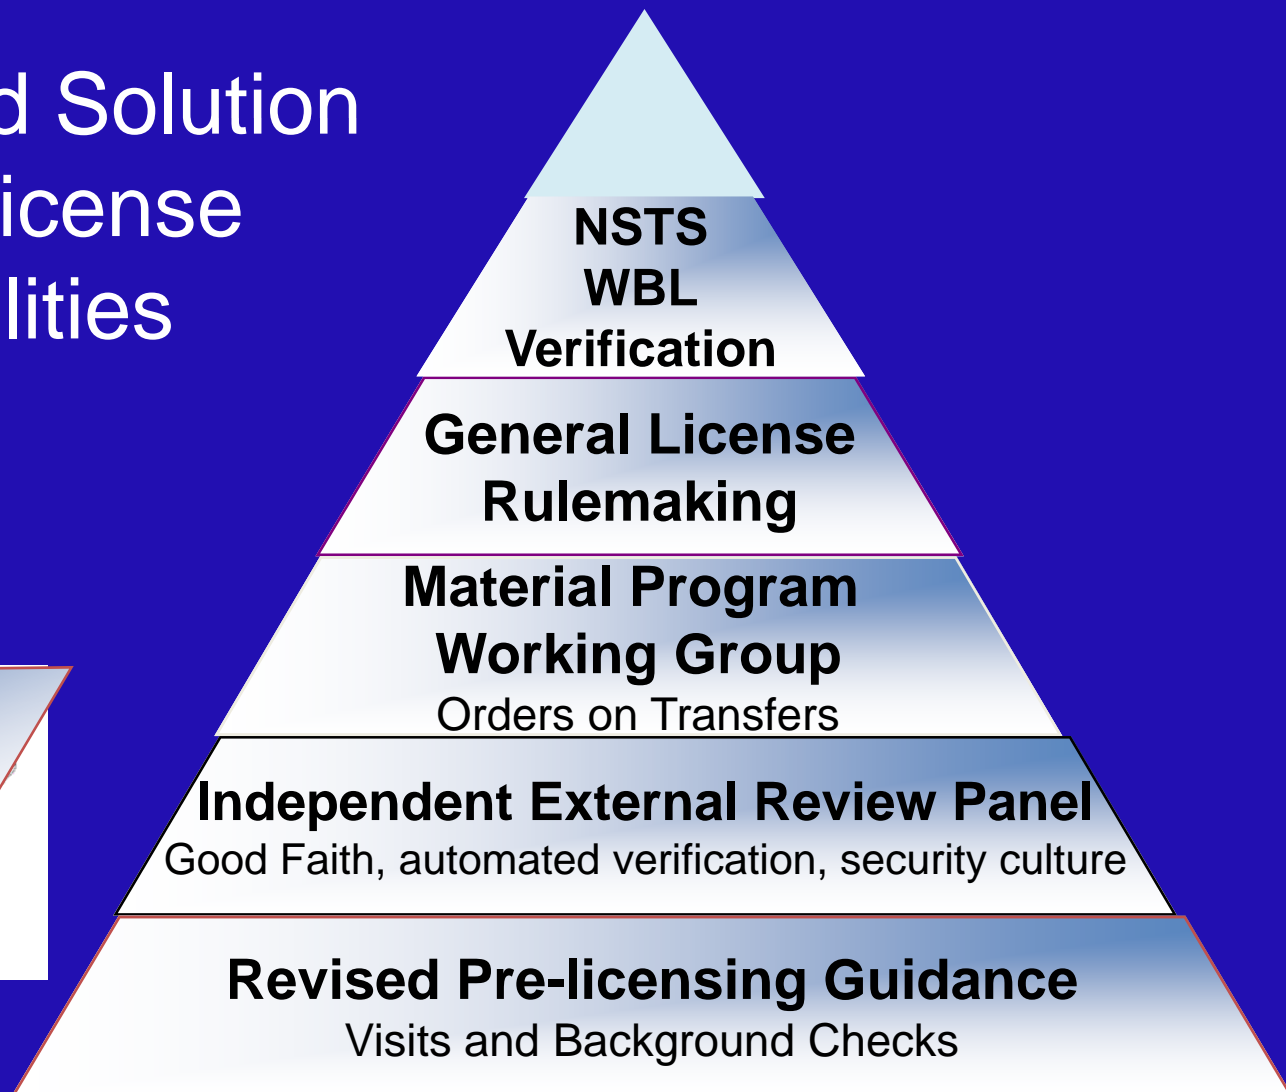 d Solution
icense
lities
NSTS
WBL
Verification
General License
Rulemaking
Material Program
Working Group
Orders on Transfers
Independent External Review Panel
Good Faith, automated verification, security culture
Revised Pre-licensing Guidance
Visits and Background Checks